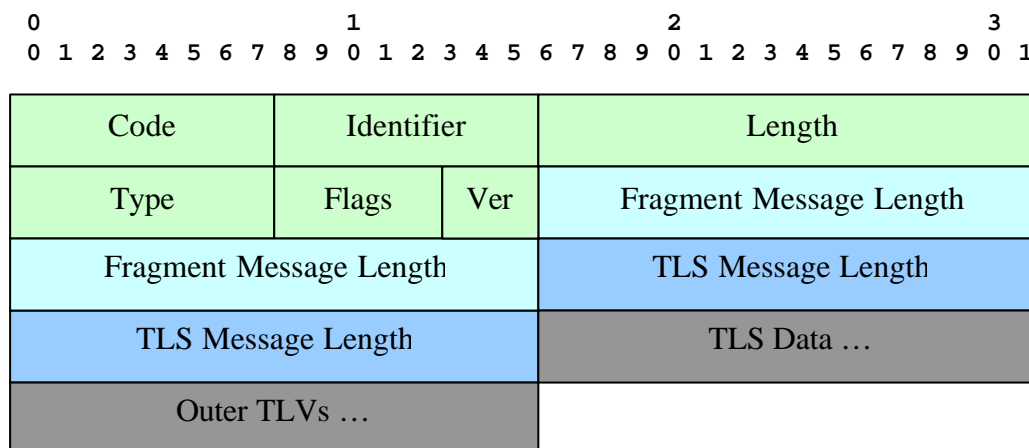 0 1 2 3
0 1 2 3 4 5 6 7 8 9 0 1 2 3 4 5 6 7 8 9 0 1 2 3 4 5 6 7 8 9 0 1
Code Identifier Length
Type Flags Ver Fragment Message Length
Fragment Message Length TLS Message Length
TLS Message Length TLS Data …
Outer TLVs …